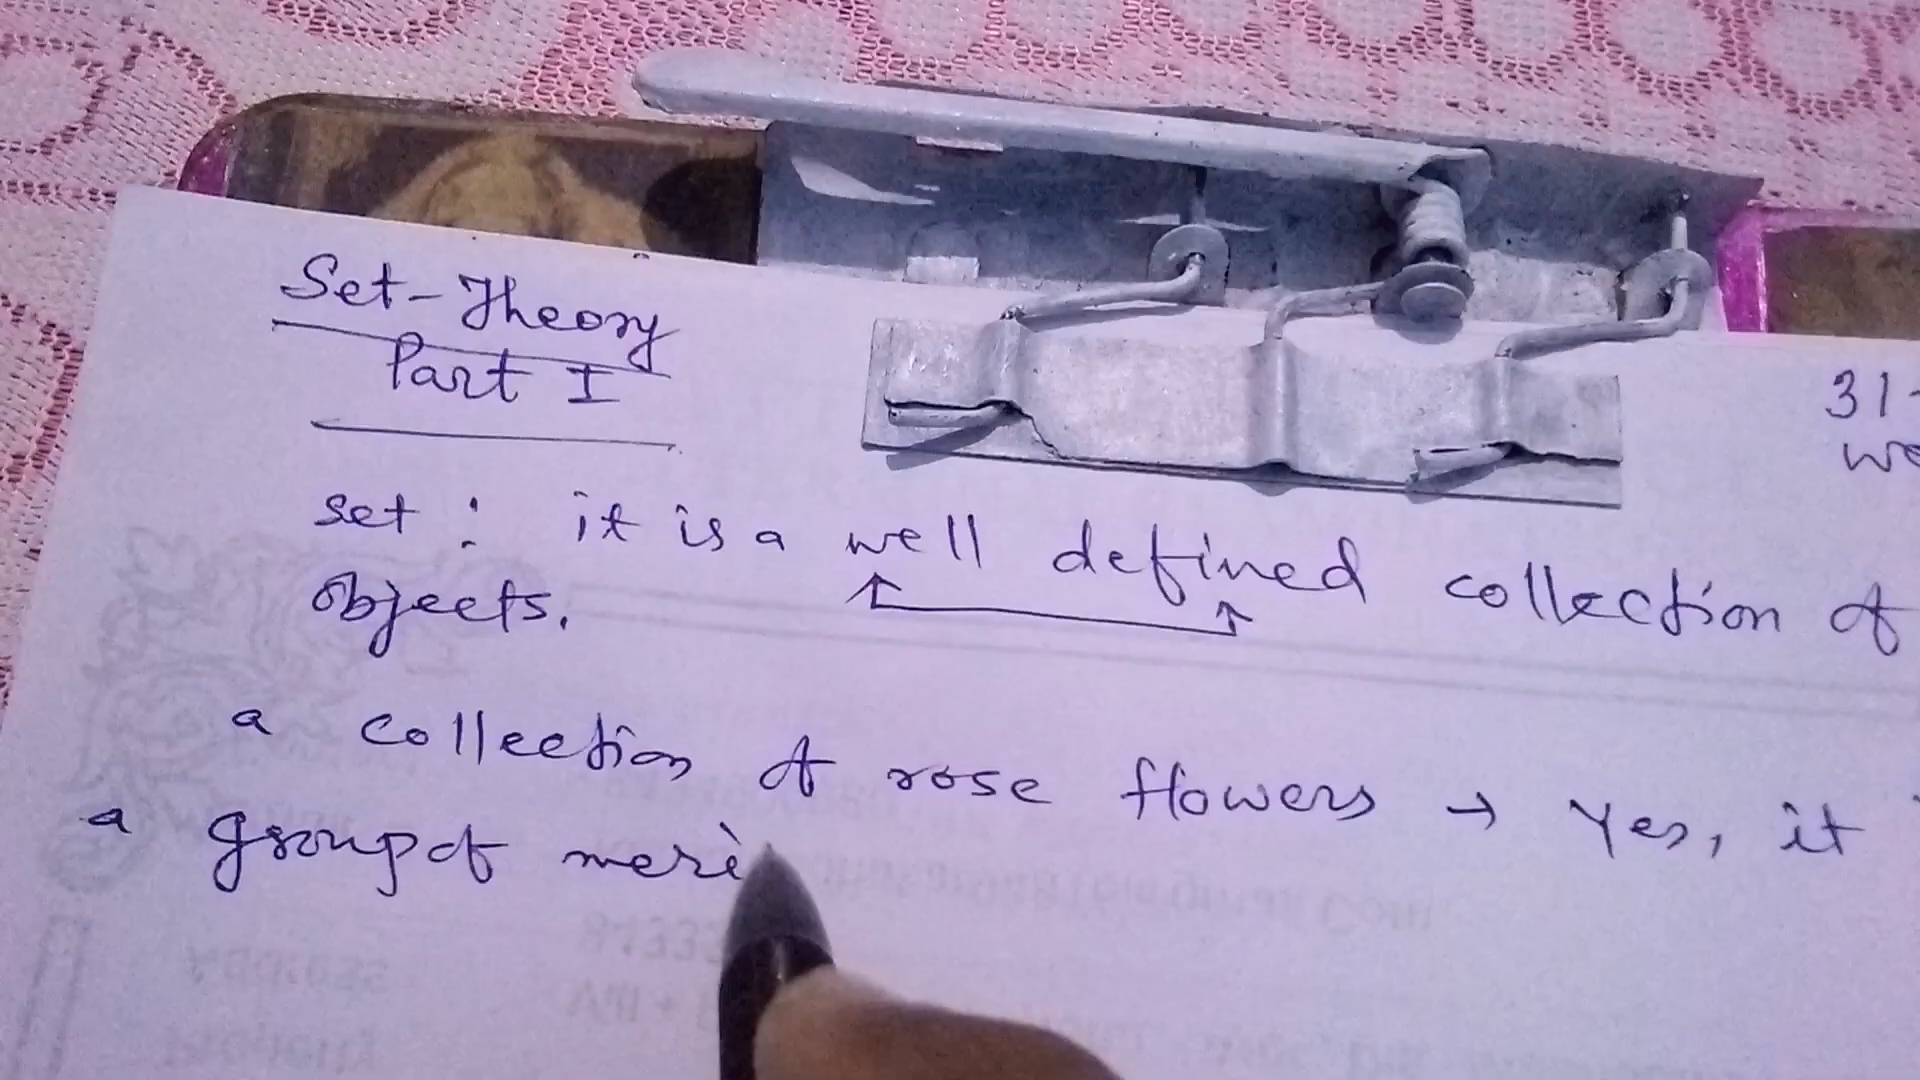 Set-Theory
Part I
31-
we
set : it is a well defined collection of
objects.
a collection of rose flowers → Yes, it
a group of meri